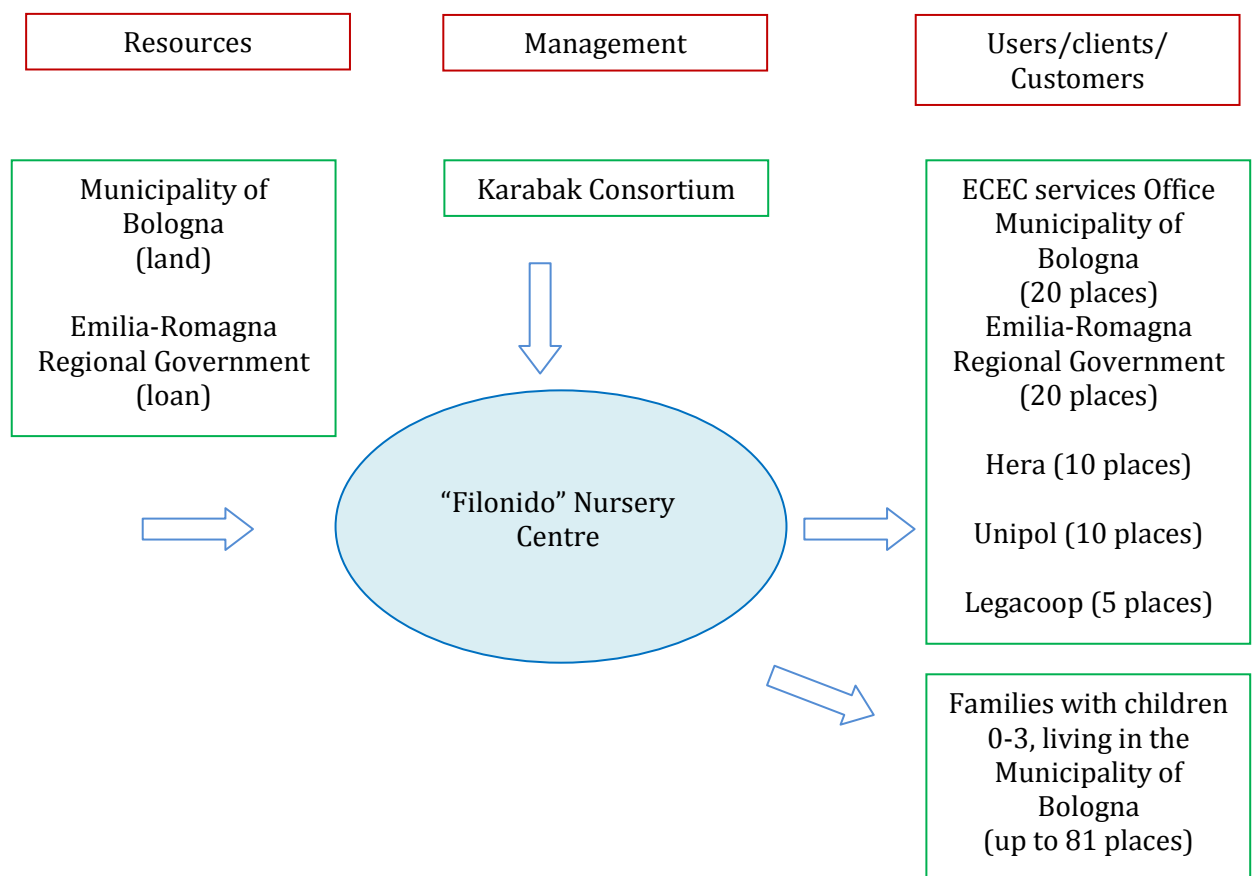 Resources
Management
Users/clients/
Customers
Municipality of
Bologna
(land)
Emilia-Romagna
Regional Government
(loan)
Karabak Consortium
ECEC services Office
Municipality of
Bologna
(20 places)
Emilia-Romagna
Regional Government
(20 places)
Hera (10 places)
Unipol (10 places)
Legacoop (5 places)
“Filonido” Nursery
Centre
Families with children
0-3, living in the
Municipality of
Bologna
(up to 81 places)